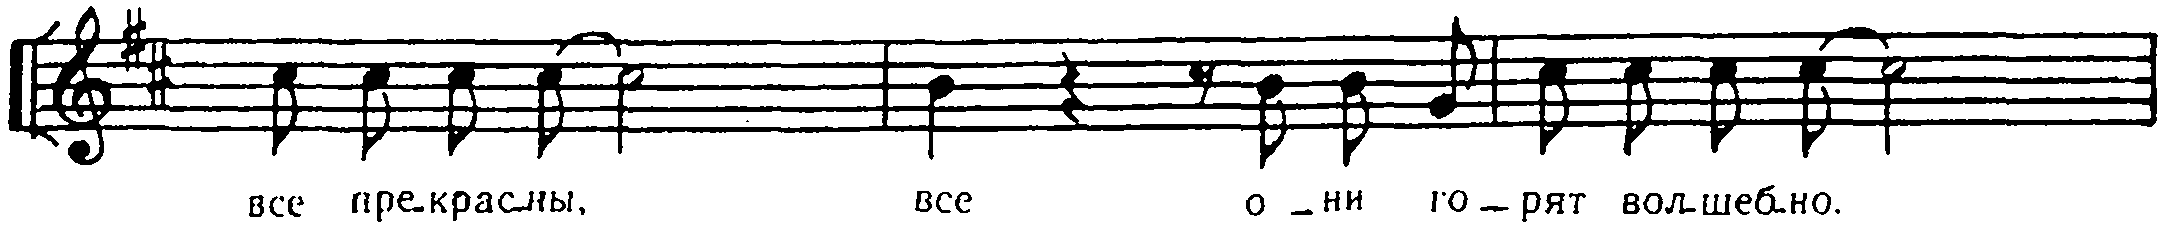 все пре-крас-ны, все о-ни го-рят вол-шеб-но.